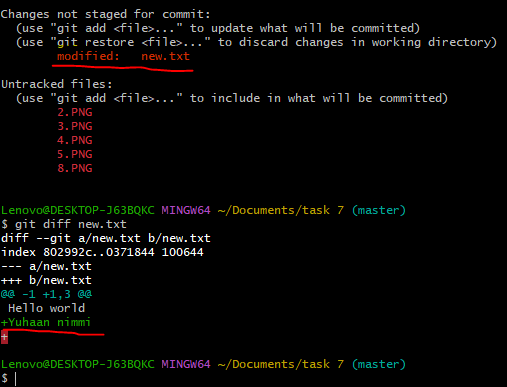 Changes not staged for commit:
  (use "git add <file>..." to update what will be committed)
  (use "git restore <file>..." to discard changes in working directory)
        modified:   new.txt

Untracked files:
  (use "git add <file>..." to include in what will be committed)
        2.PNG
        3.PNG
        4.PNG
        5.PNG
        8.PNG

Lenovo@DESKTOP-J63BQKC MINGW64 ~/Documents/task 7 (master)
$ git diff new.txt
diff --git a/new.txt b/new.txt
index 802992c..0371844 100644
--- a/new.txt
+++ b/new.txt
@@ -1 +1,3 @@
 Hello world
+Yuhaan nimmi
+

Lenovo@DESKTOP-J63BQKC MINGW64 ~/Documents/task 7 (master)
$